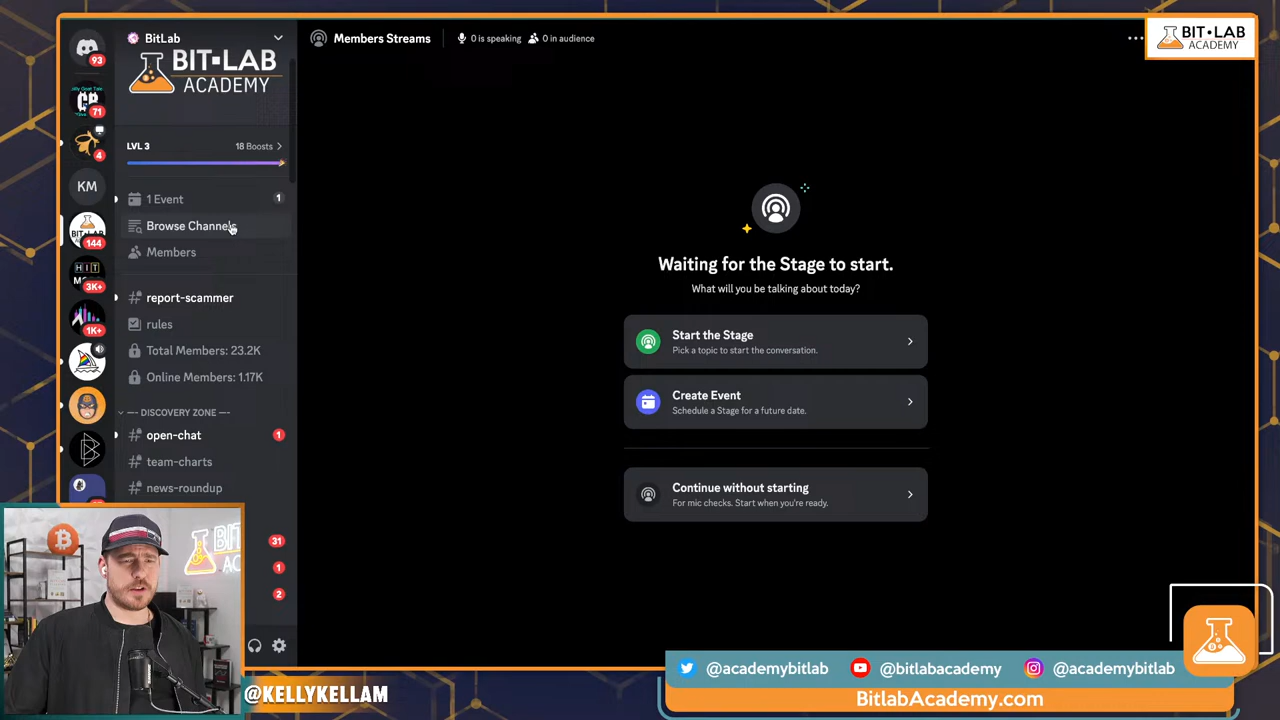 BitLab
BIT·LAB
ACADEMY
LVL 3
18 Boosts
1 Event
1
Browse Channels
Members
report-scammer
rules
Total Members: 23.2K
Online Members: 1.17K
—- DISCOVERY ZONE —-
open-chat
1
team-charts
news-roundup
31
1
2
93
71
4
KM
144
HIT
3K+
1K+
Members Streams
0 is speaking
0 in audience
BIT·LAB
ACADEMY
Waiting for the Stage to start.
What will you be talking about today?
Start the Stage
Pick a topic to start the conversation.
Create Event
Schedule a Stage for a future date.
Continue without starting
For mic checks. Start when you're ready.
@KELLYKELLAM
@academybitlab
@bitlabacademy
@academybitlab
BitlabAcademy.com